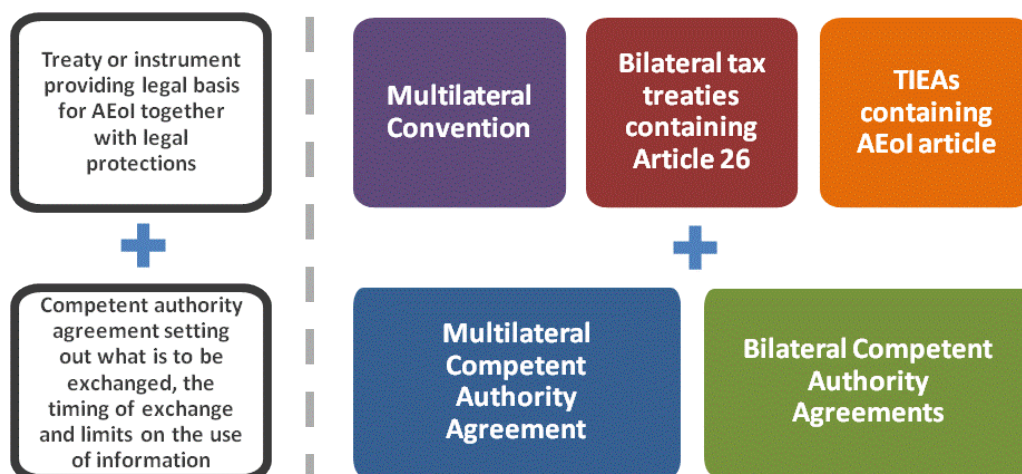 Treaty or instrument
providing legal basis
for AEoI together
with legal
protections
Competent authority
agreement setting
out what is to be
exchanged, the
timing of exchange
and limits on the use
of information
Multilateral
Convention
Bilateral tax
treaties
containing
Article 26
TIEAs
containing
AEoI article
Multilateral
Competent
Authority
Agreement
Bilateral Competent
Authority
Agreements